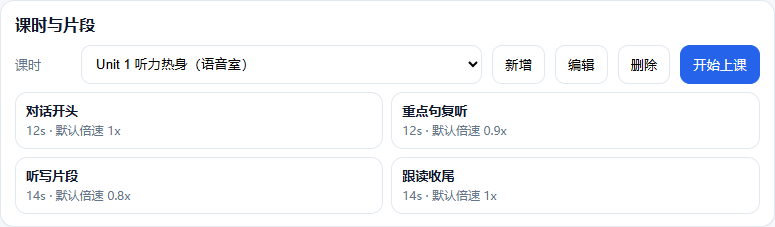 课时与片段
课时 Unit 1 听力热身（语音室） 新增 编辑 删除 开始上课
对话开头 重点句复听
12s · 默认倍速 1x 12s · 默认倍速 0.9x
听写片段 跟读收尾
14s · 默认倍速 0.8x 14s · 默认倍速 1x